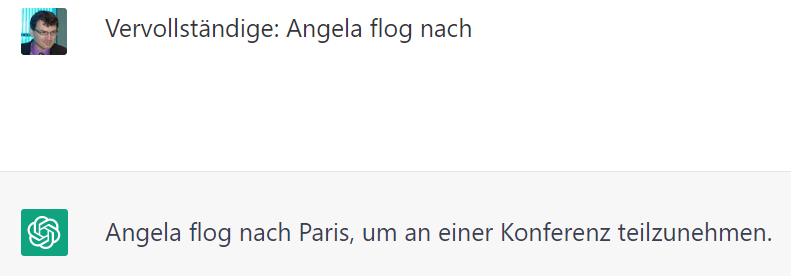 Vervollständige: Angela flog nach
Angela flog nach Paris, um an einer Konferenz teilzunehmen.